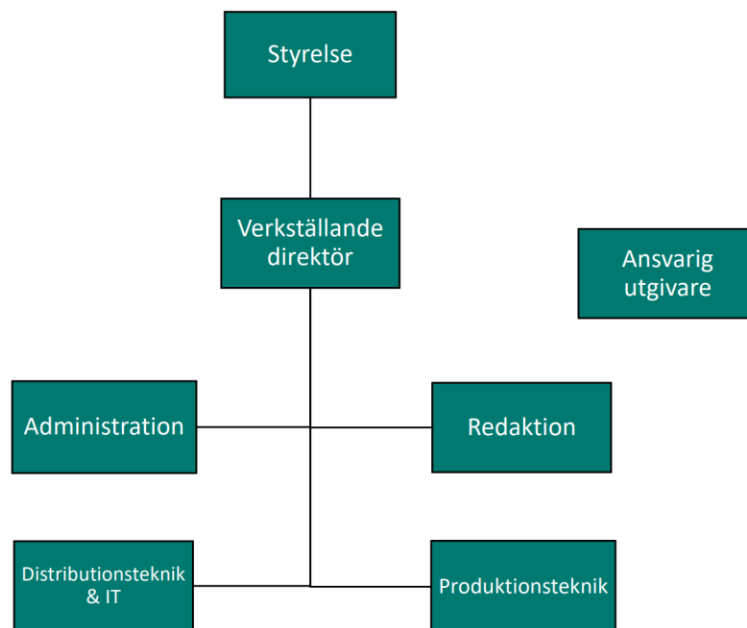 Styrelse
Verkställande
direktör
Ansvarig
utgivare
Administration
Redaktion
Distributionsteknik
& IT
Produktionsteknik